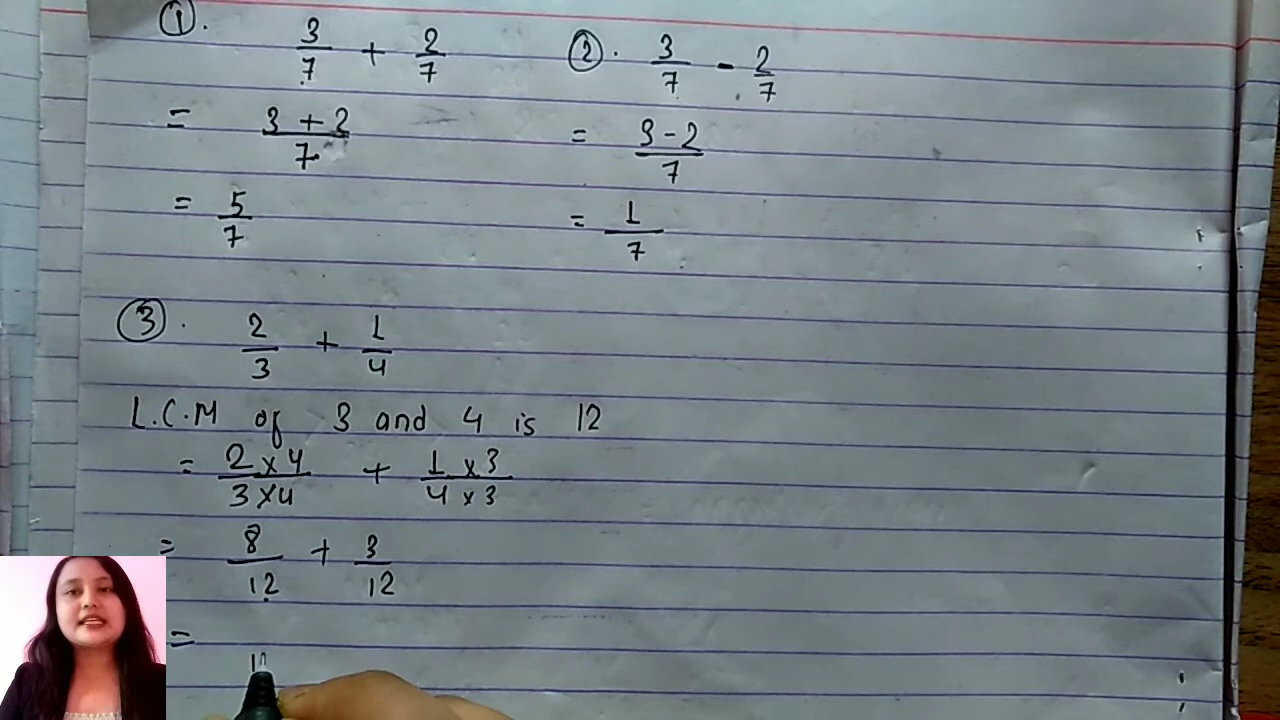 ①. 3/7 + 2/7
= 3 + 2/7
= 5/7
②. 3/7 - 2/7
= 3 - 2/7
= 1/7
③. 2/3 + 1/4
L.C.M of 3 and 4 is 12
= 2 × 4/3 × 4 + 1 × 3/4 × 3
= 8/12 + 3/12
=